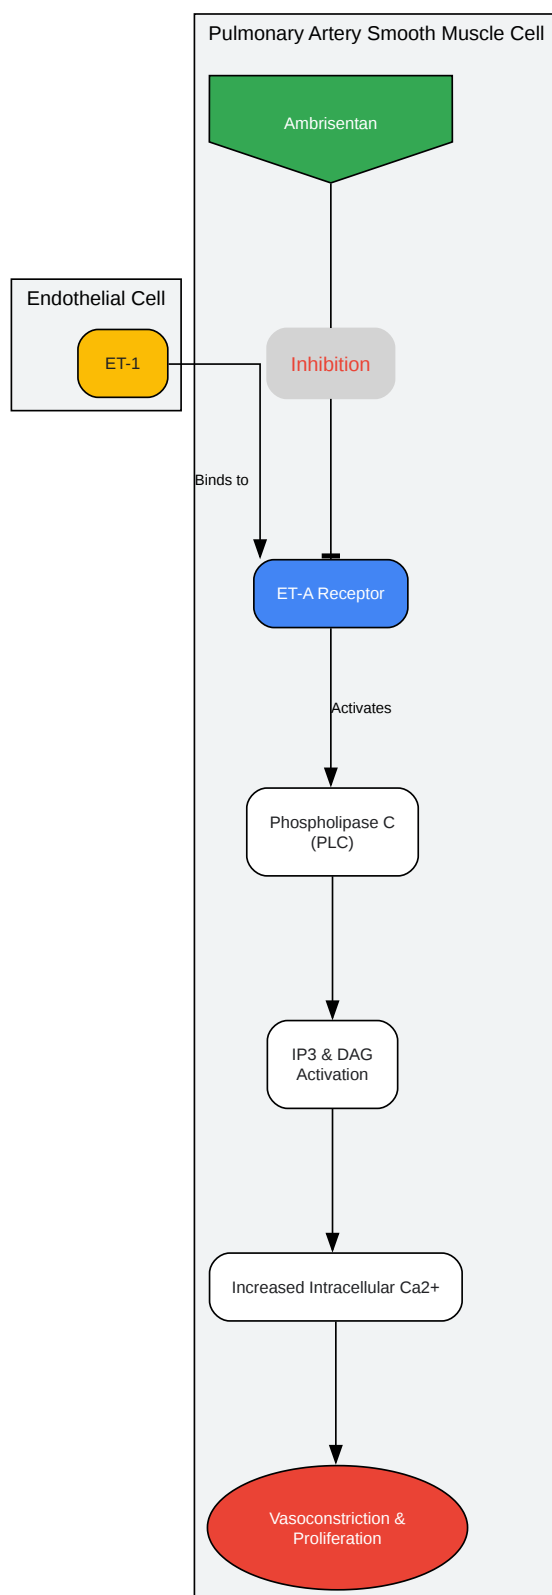 Pulmonary Artery Smooth Muscle Cell
Ambrisentan
Endothelial Cell
ET-1
Inhibition
Binds to
ET-A Receptor
Activates
Phospholipase C
(PLC)
IP3 & DAG
Activation
Increased Intracellular Ca2+
Vasoconstriction &
Proliferation